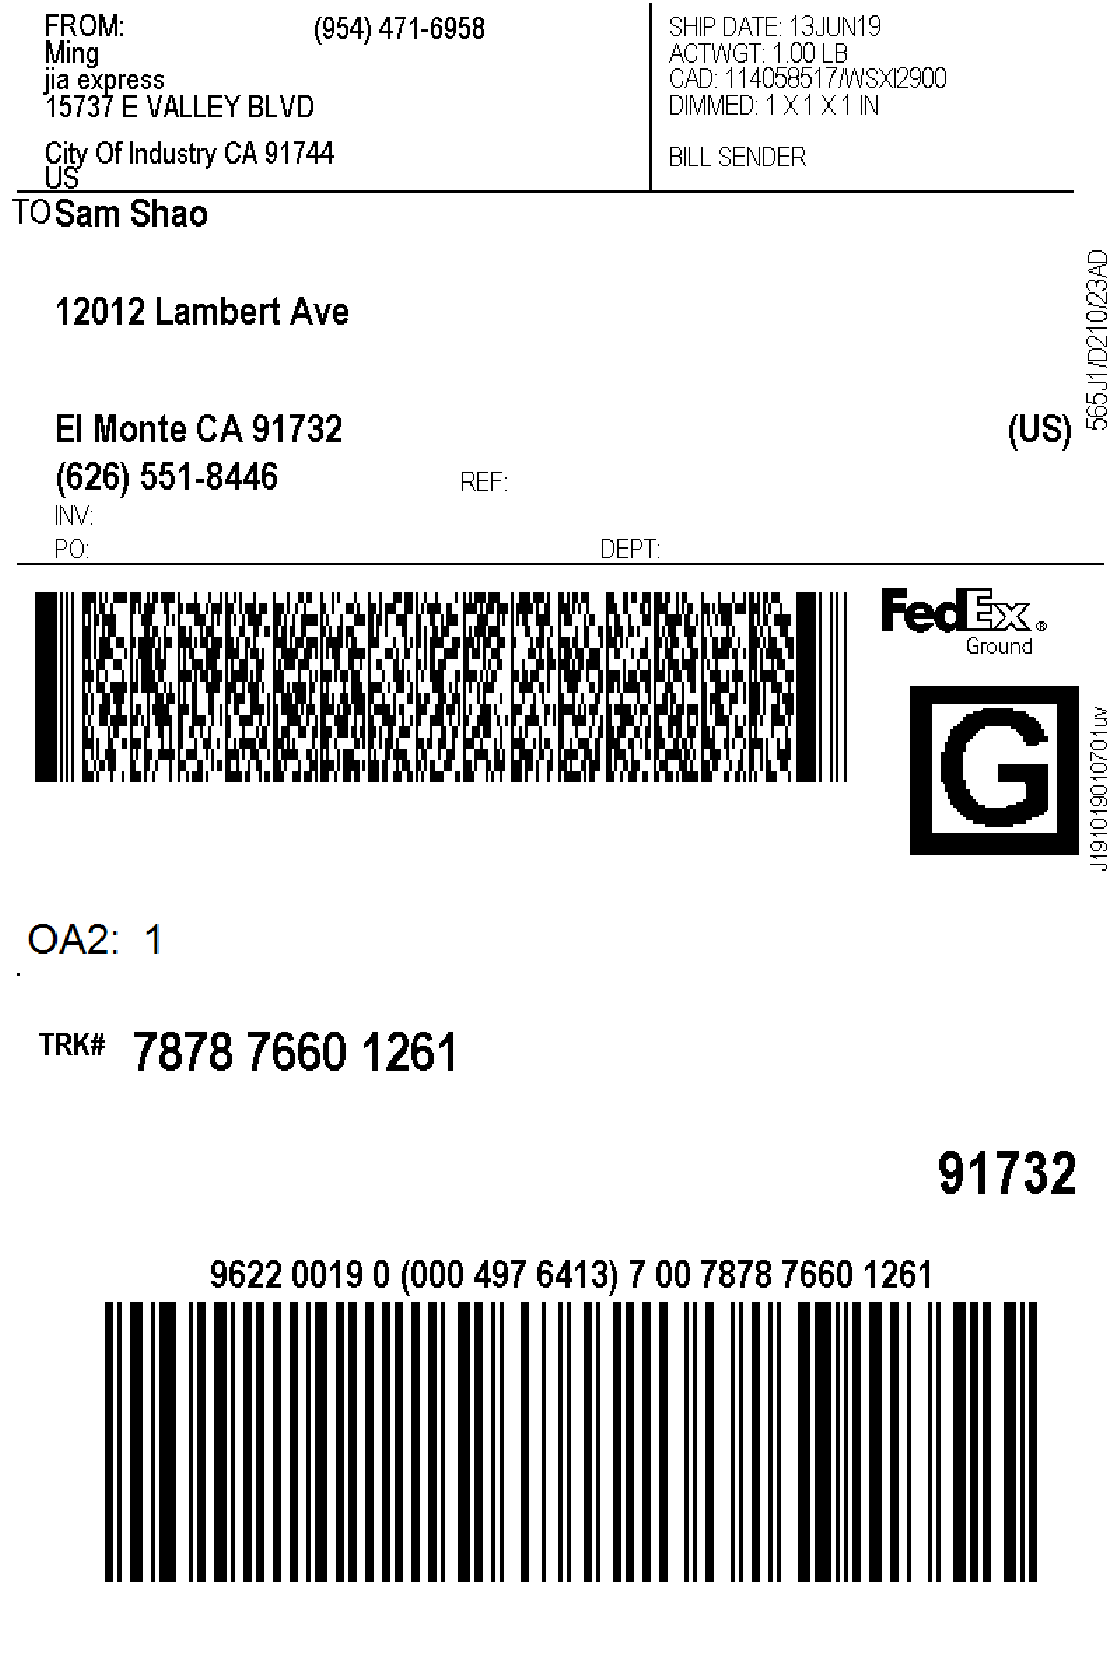 FROM: (954) 471-6958
Ming
jia express
15737 E VALLEY BLVD
City Of Industry CA 91744
US
SHIP DATE: 13JUN19
ACTWGT: 1.00 LB
CAD: 114058517/WSXI2900
DIMMED: 1 X 1 X 1 IN
BILL SENDER
TO Sam Shao
12012 Lambert Ave
El Monte CA 91732 (US)
(626) 551-8446 REF:
INV:
PO: DEPT:
565J1/D210/23AD
FedEx®
Ground
G
J191019010701uv
OA2: 1
.
TRK# 7878 7660 1261
91732
9622 0019 0 (000 497 6413) 7 00 7878 7660 1261